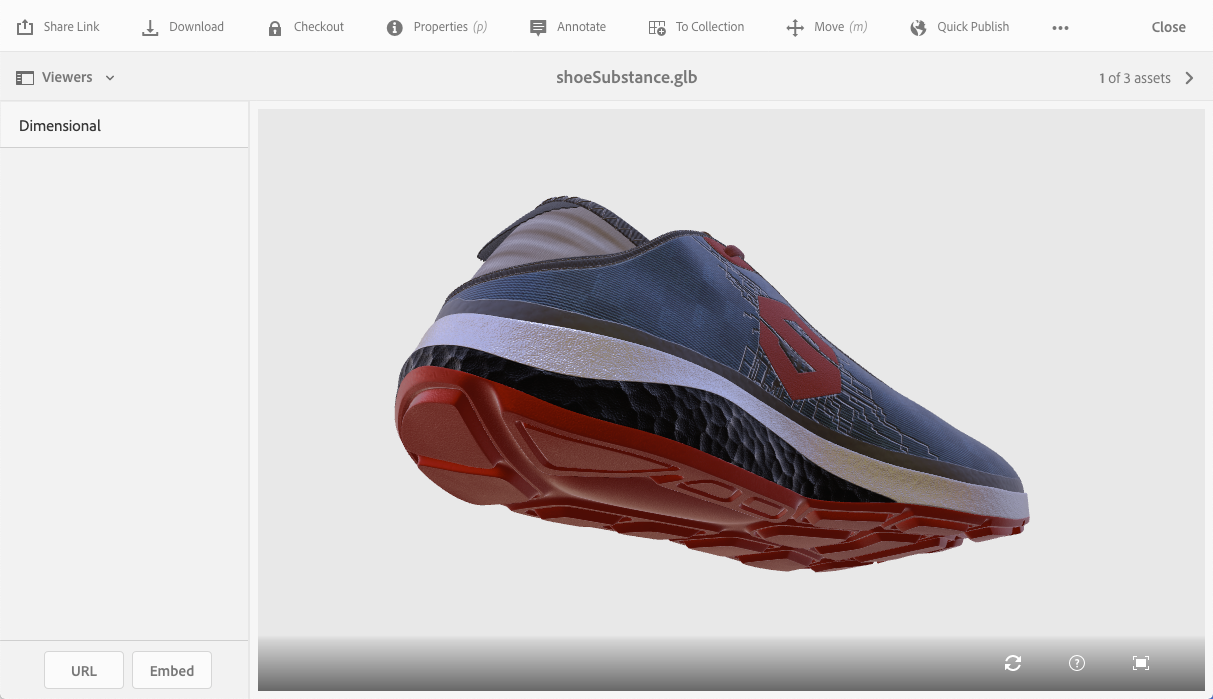 Share Link Download Checkout Properties (p) Annotate To Collection Move (m) Quick Publish ••• Close
Viewers shoeSubstance.glb 1 of 3 assets
Dimensional
URL Embed